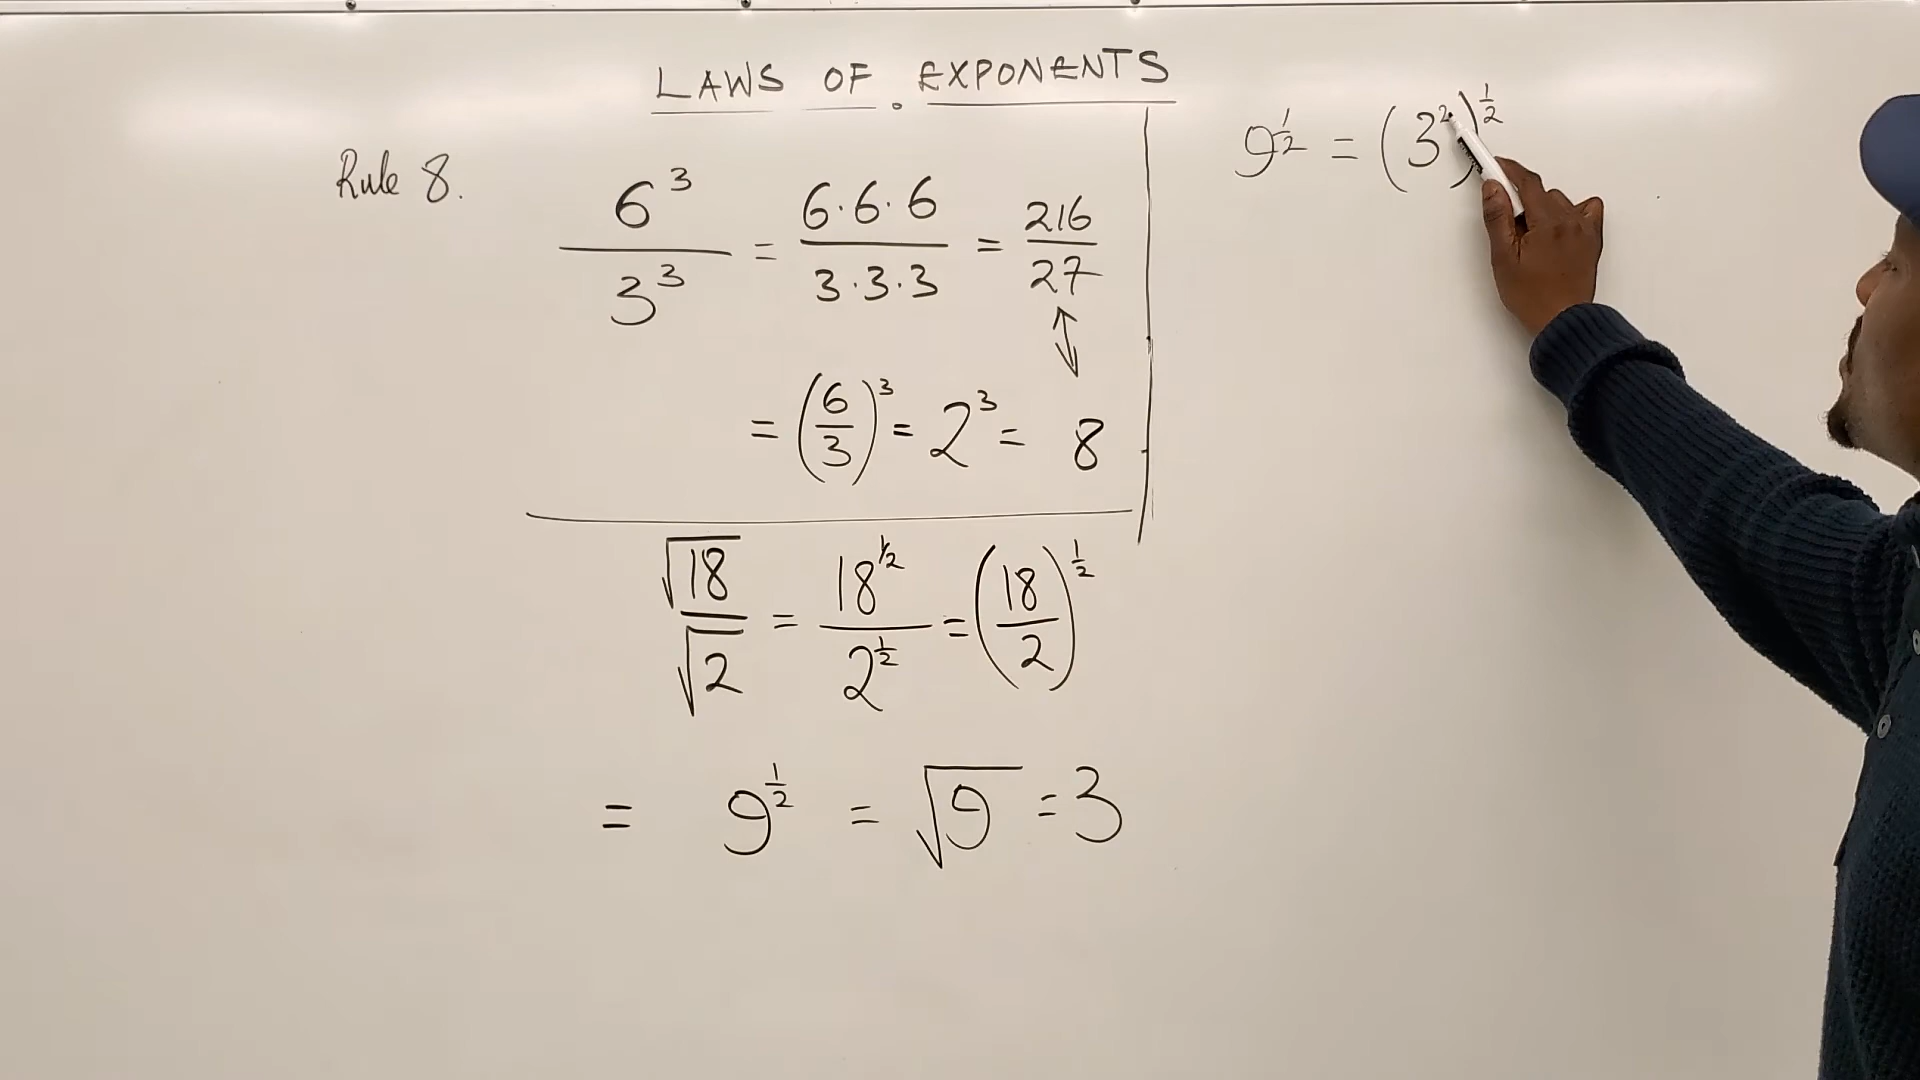 LAWS OF EXPONENTS
Rule 8.
6³/3³ = 6·6·6/3·3·3 = 216/27
↕
= (6/3)³ = 2³ = 8
√18/√2 = 18^½/2^½ = (18/2)^½
= 9^½ = √9 = 3
9^½ = (3²)^½